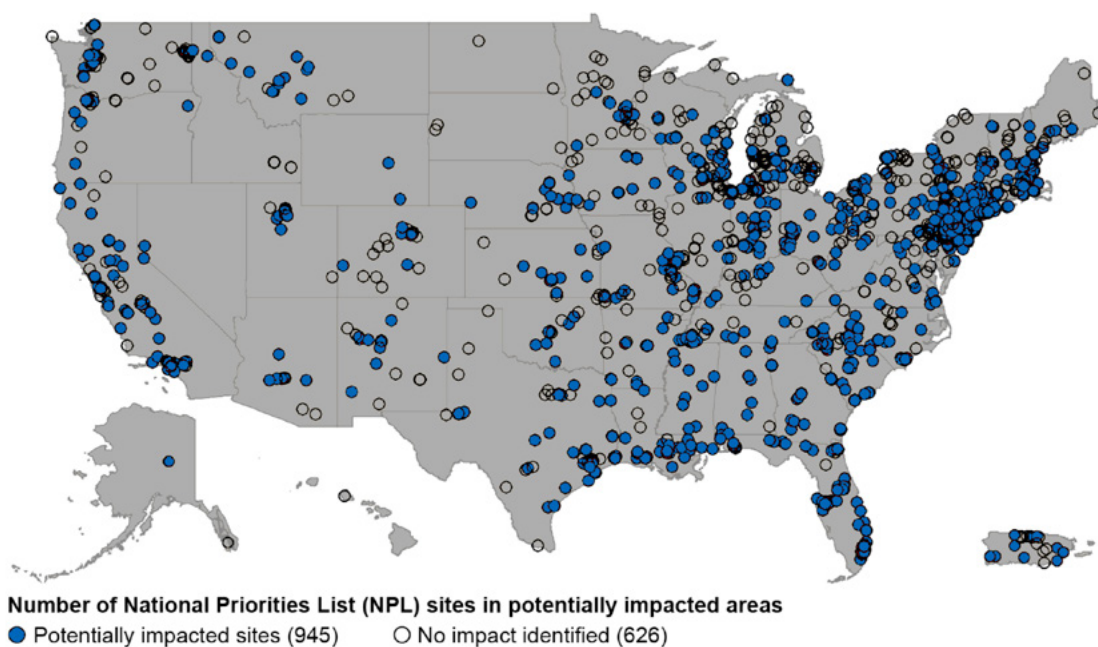 Number of National Priorities List (NPL) sites in potentially impacted areas
Potentially impacted sites (945) No impact identified (626)